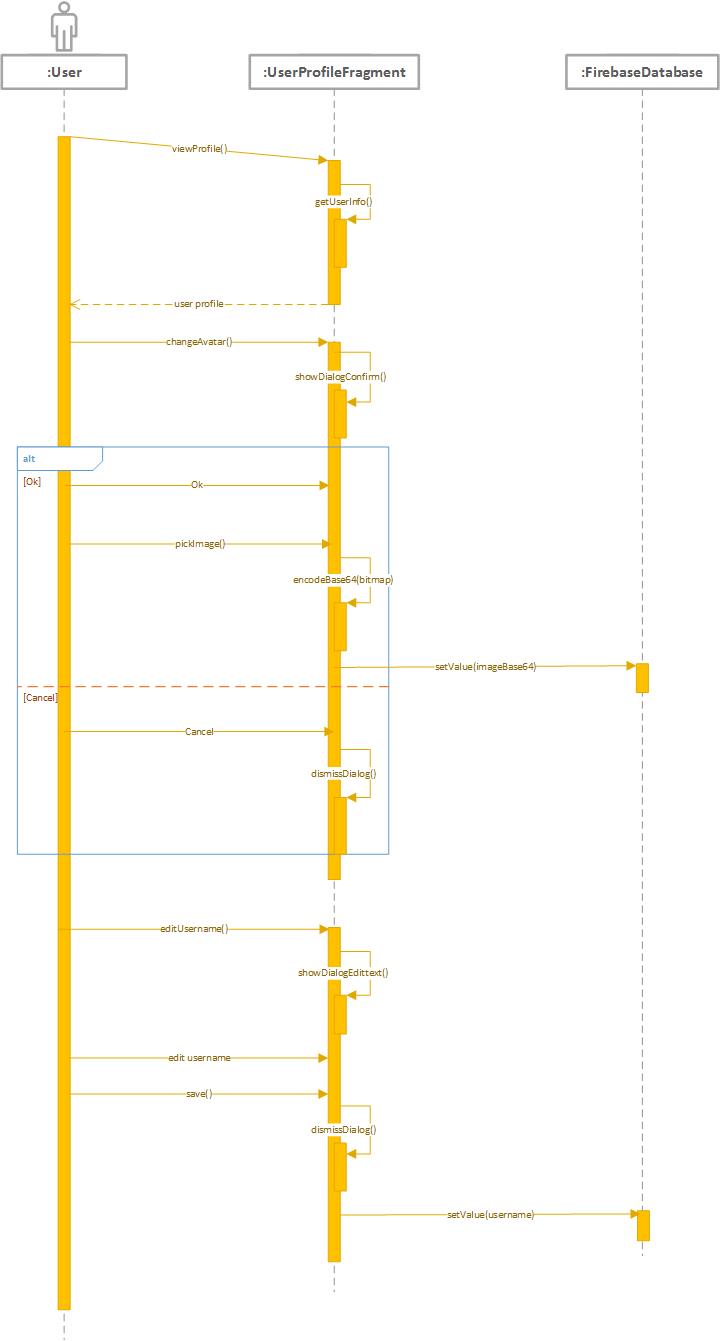 :User
:UserProfileFragment
:FirebaseDatabase
viewProfile()
getUserInfo()
user profile
changeAvatar()
showDialogConfirm()
alt
[Ok]
Ok
pickImage()
encodeBase64(bitmap)
setValue(imageBase64)
[Cancel]
Cancel
dismissDialog()
editUsername()
showDialogEdittext()
edit username
save()
dismissDialog()
setValue(username)